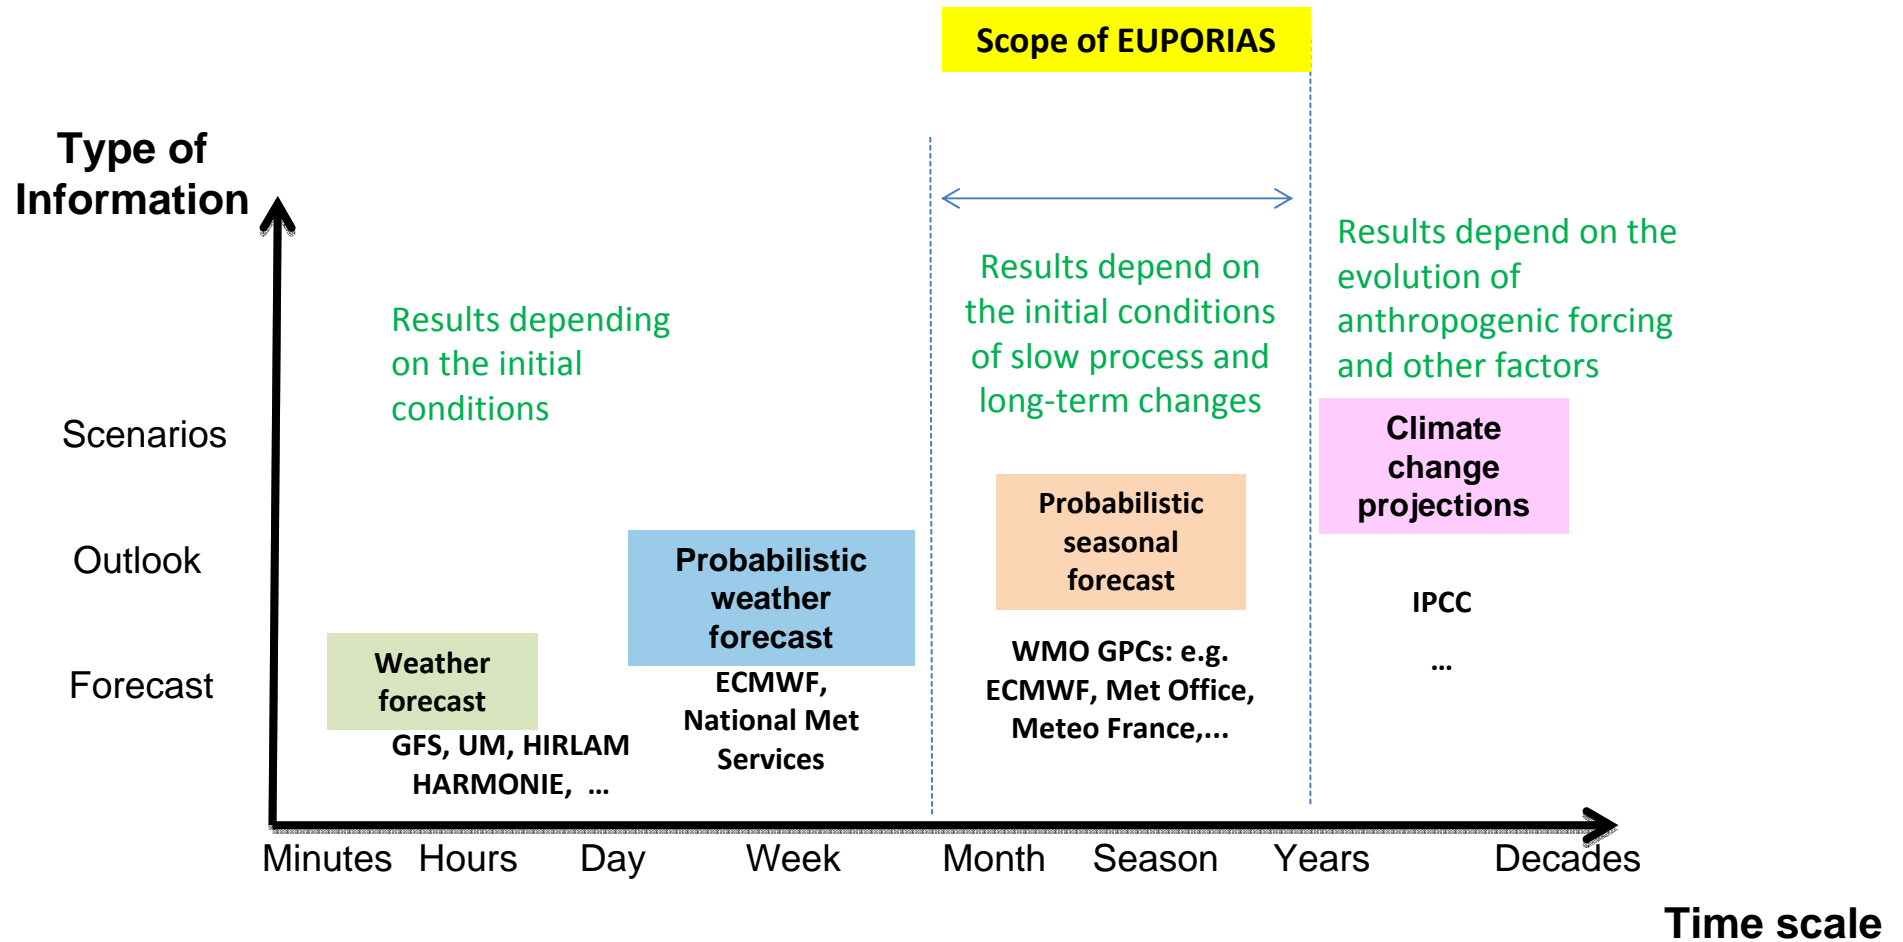 Scope of EUPORIAS
Type of
Information
Results depending
on the initial
conditions
Results depend on
the initial conditions
of slow process and
long-term changes
Results depend on the
evolution of
anthropogenic forcing
and other factors
Scenarios
Outlook
Forecast
Weather
forecast
GFS, UM, HIRLAM
HARMONIE, ...
Probabilistic
weather
forecast
ECMWF,
National Met
Services
Probabilistic
seasonal
forecast
WMO GPCs: e.g.
ECMWF, Met Office,
Meteo France,...
Climate
change
projections
IPCC
...
Minutes Hours Day Week Month Season Years Decades
Time scale